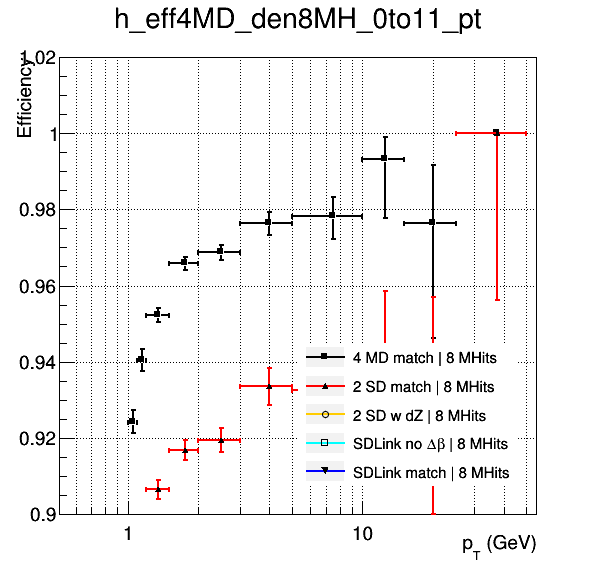 h_eff4MD_den8MH_0to11_pt
Efficiency
1.02
1
0.98
0.96
0.94
0.92
0.9
4 MD match | 8 MHits
2 SD match | 8 MHits
2 SD w dZ | 8 MHits
SDLink no Δβ | 8 MHits
SDLink match | 8 MHits
1
10
p_T (GeV)